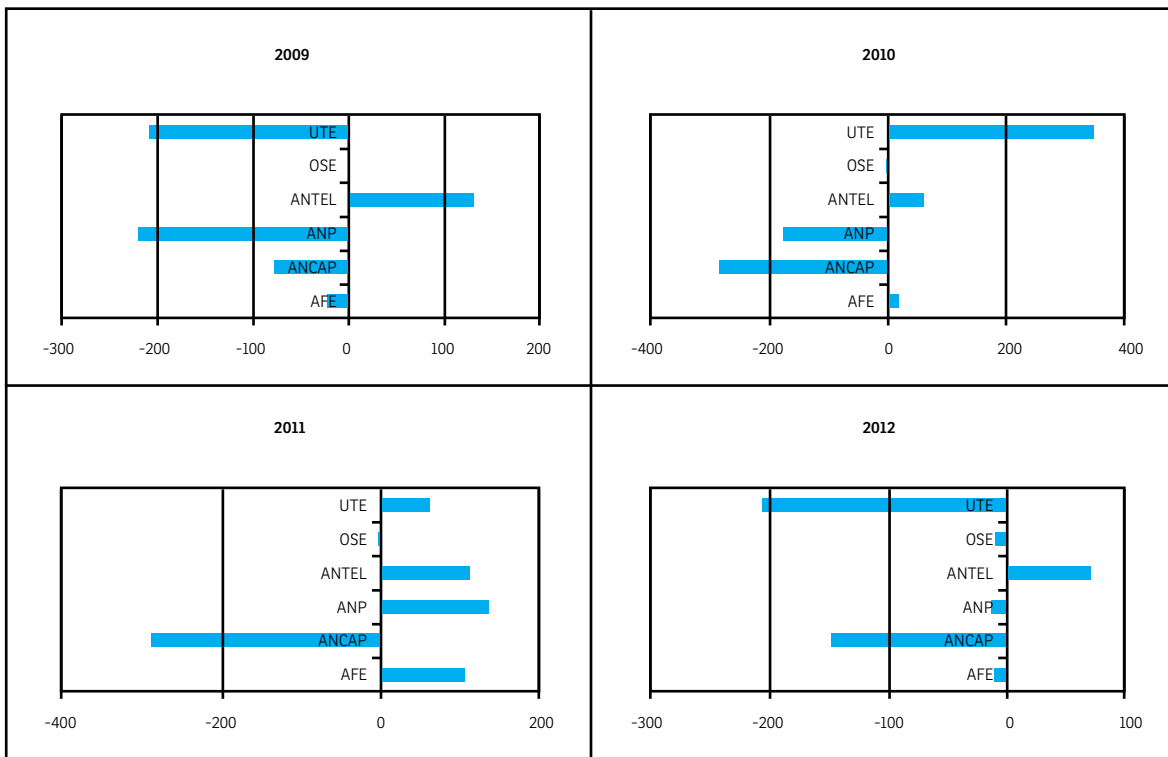 2009
UTE
OSE
ANTEL
ANP
ANCAP
AFE
-300 -200 -100 0 100 200
2010
UTE
OSE
ANTEL
ANP
ANCAP
AFE
-400 -200 0 200 400
2011
UTE
OSE
ANTEL
ANP
ANCAP
AFE
-400 -200 0 200
2012
UTE
OSE
ANTEL
ANP
ANCAP
AFE
-300 -200 -100 0 100